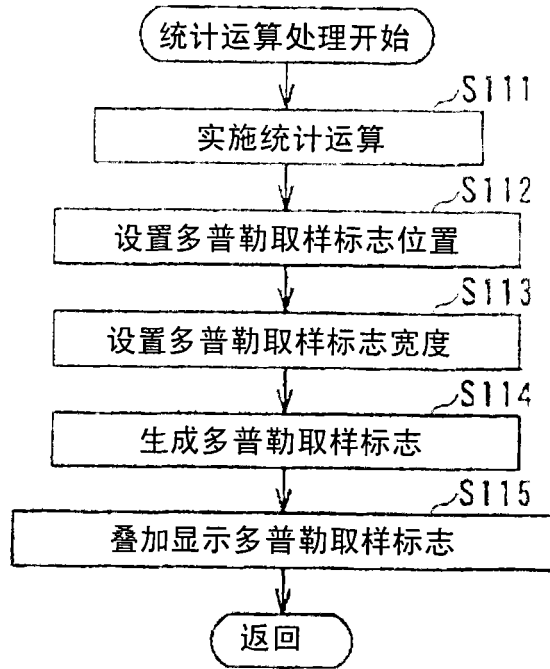 统计运算处理开始
S111
实施统计运算
S112
设置多普勒取样标志位置
S113
设置多普勒取样标志宽度
S114
生成多普勒取样标志
S115
叠加显示多普勒取样标志
返回